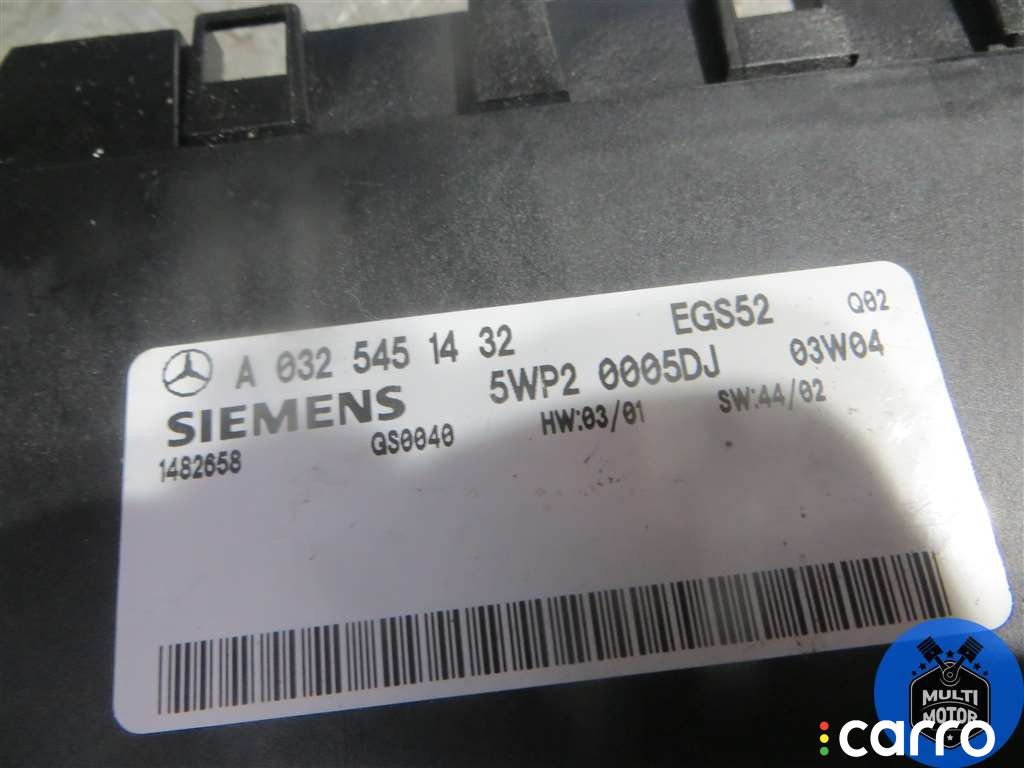 A 032 545 14 32 EGS52 Q02
SIEMENS 5WP2 0005DJ 03W04
1482658 GS0040 HW:03/01 SW:44/02
MULTI
MOTOR
carro